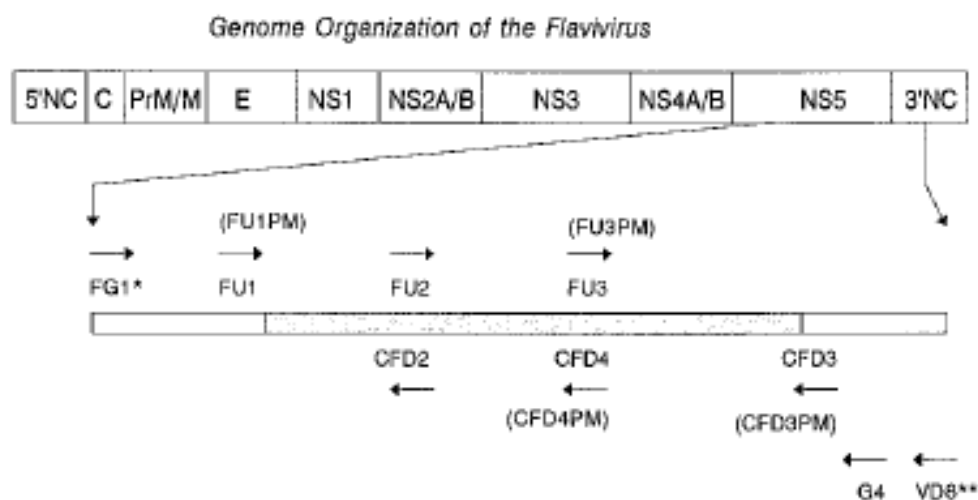 Genome Organization of the Flavivirus
5'NC C PrM/M E NS1 NS2A/B NS3 NS4A/B NS5 3'NC
(FU1PM) (FU3PM)
FG1* FU1 FU2 FU3
CFD2 CFD4 CFD3
(CFD4PM) (CFD3PM)
G4 VD8**